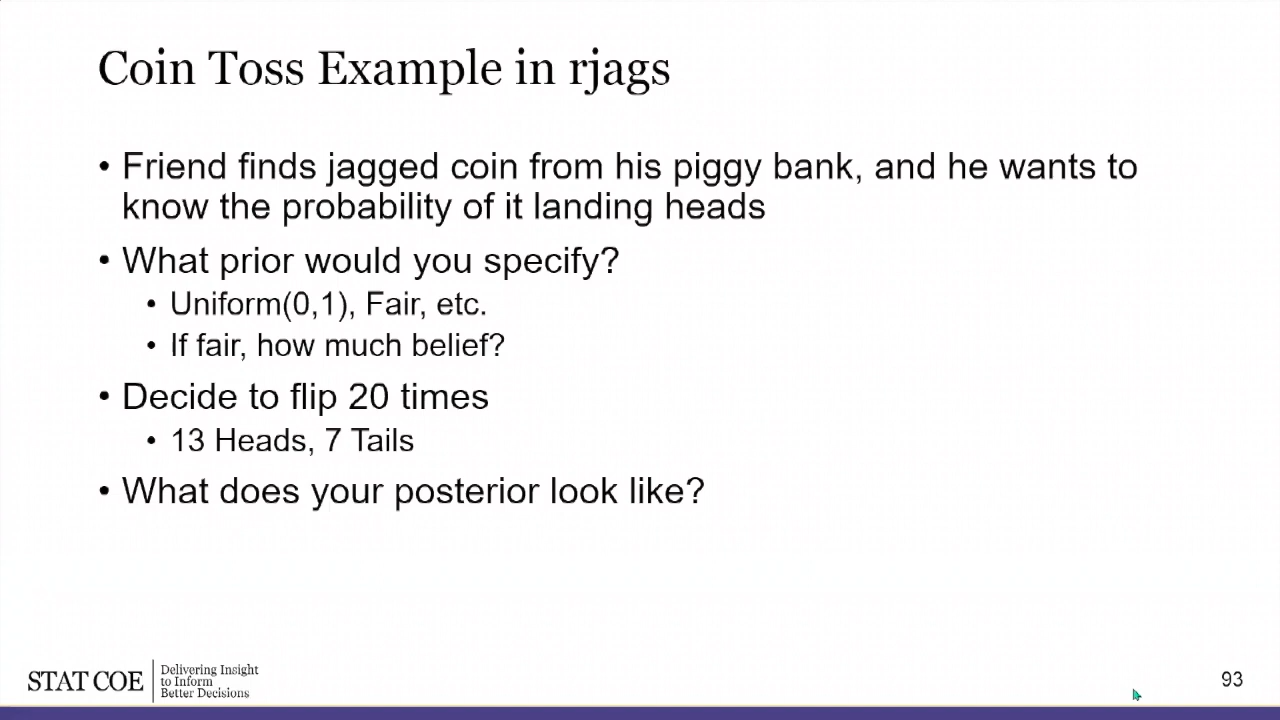 Coin Toss Example in rjags
• Friend finds jagged coin from his piggy bank, and he wants to
know the probability of it landing heads
• What prior would you specify?
• Uniform(0,1), Fair, etc.
• If fair, how much belief?
• Decide to flip 20 times
• 13 Heads, 7 Tails
• What does your posterior look like?
STAT COE
Delivering Insight
to Inform
Better Decisions
93